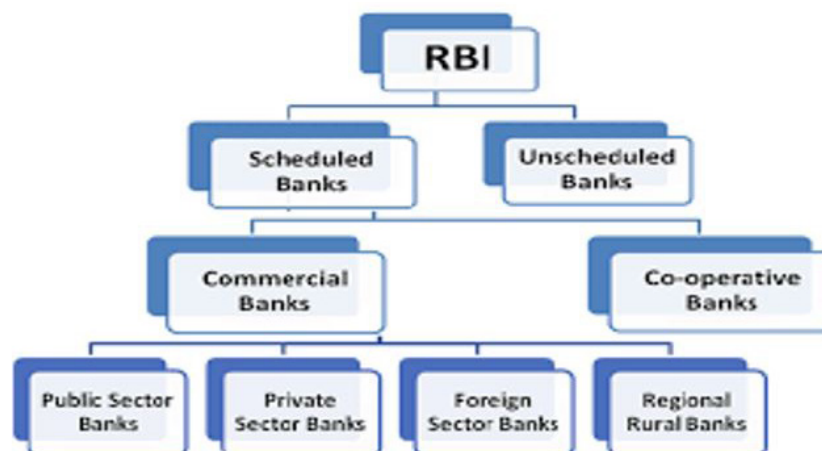 RBI
Scheduled
Banks
Unscheduled
Banks
Commercial
Banks
Co-operative
Banks
Public Sector
Banks
Private
Sector Banks
Foreign
Sector Banks
Regional
Rural Banks